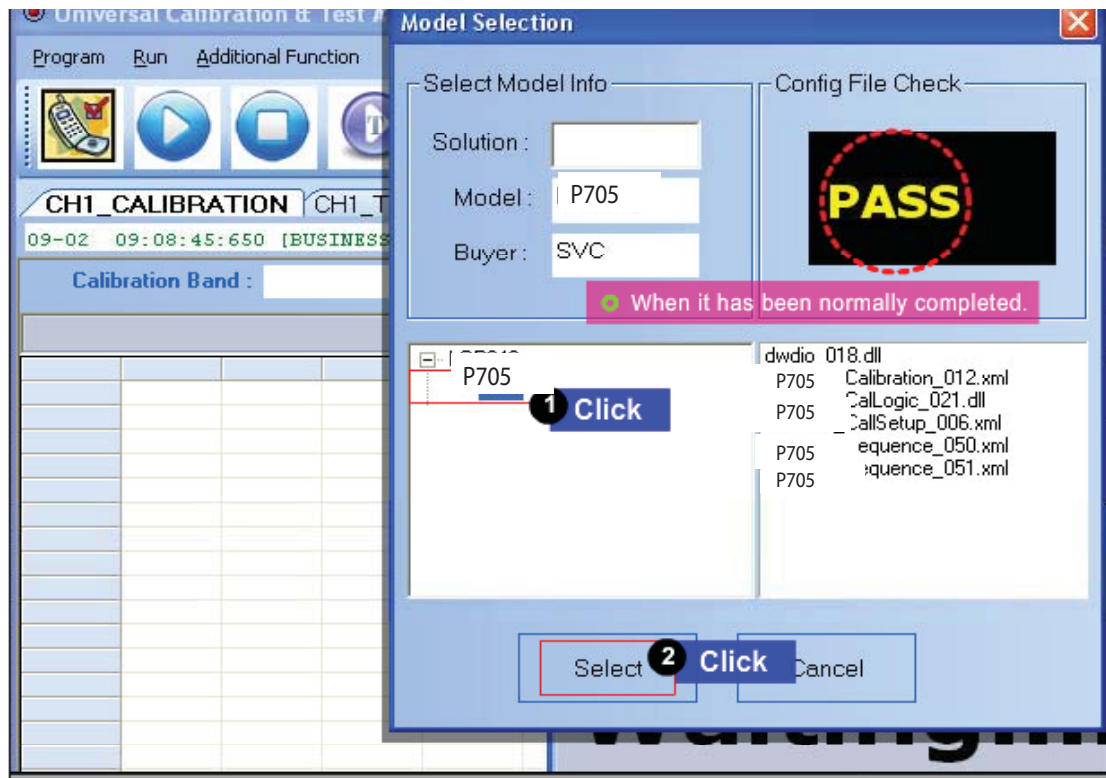 Universal Calibration & Test
Program Run Additional Function
CH1_CALIBRATION CH1_T
09-02 09:08:45:650 [BUSINESS
Calibration Band :
Model Selection
Select Model Info
Solution :
Model : P705
Buyer : SVC
Config File Check
PASS
When it has been normally completed.
P705
1 Click
dwdio_018.dll
P705 Calibration_012.xml
P705 CalLogic_021.dll
_CallSetup_006.xml
P705 equence_050.xml
P705 equence_051.xml
Select
2 Click
Cancel